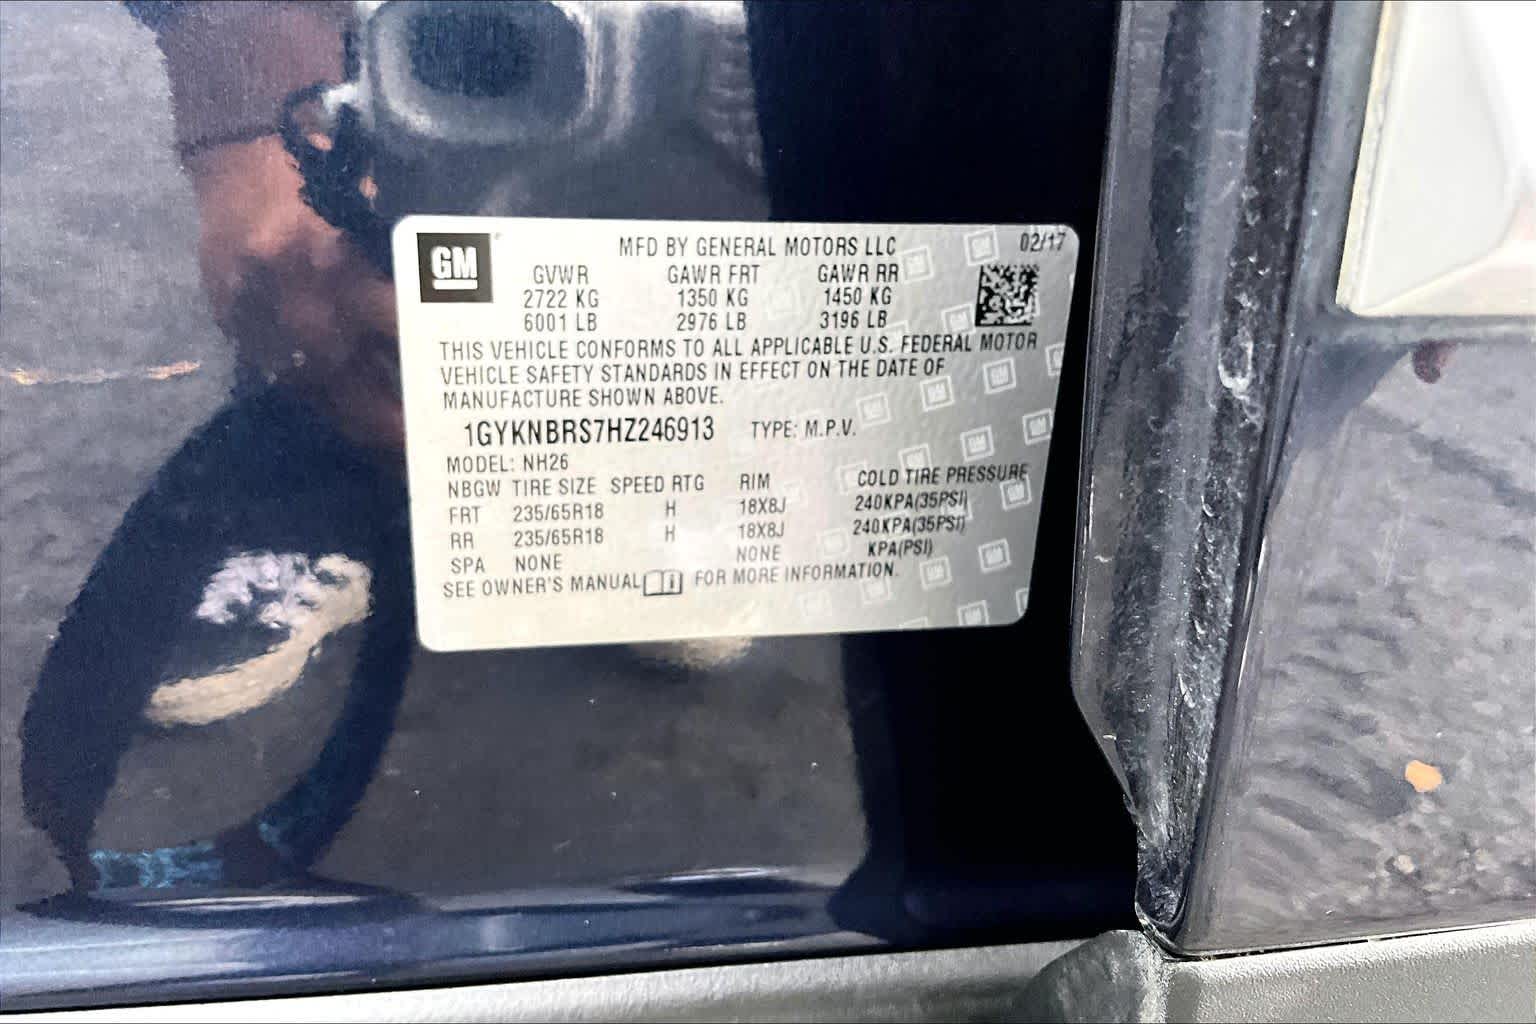 GM MFD BY GENERAL MOTORS LLC 02/17
GVWR GAWR FRT GAWR RR
2722 KG 1350 KG 1450 KG
6001 LB 2976 LB 3196 LB
THIS VEHICLE CONFORMS TO ALL APPLICABLE U.S. FEDERAL MOTOR
VEHICLE SAFETY STANDARDS IN EFFECT ON THE DATE OF
MANUFACTURE SHOWN ABOVE.
1GYKNBRS7HZ246913 TYPE: M.P.V.
MODEL: NH26
NBGW TIRE SIZE SPEED RTG RIM COLD TIRE PRESSURE
FRT 235/65R18 H 18X8J 240KPA(35PSI)
RR 235/65R18 H 18X8J 240KPA(35PSI)
SPA NONE NONE KPA(PSI)
SEE OWNER'S MANUAL FOR MORE INFORMATION.